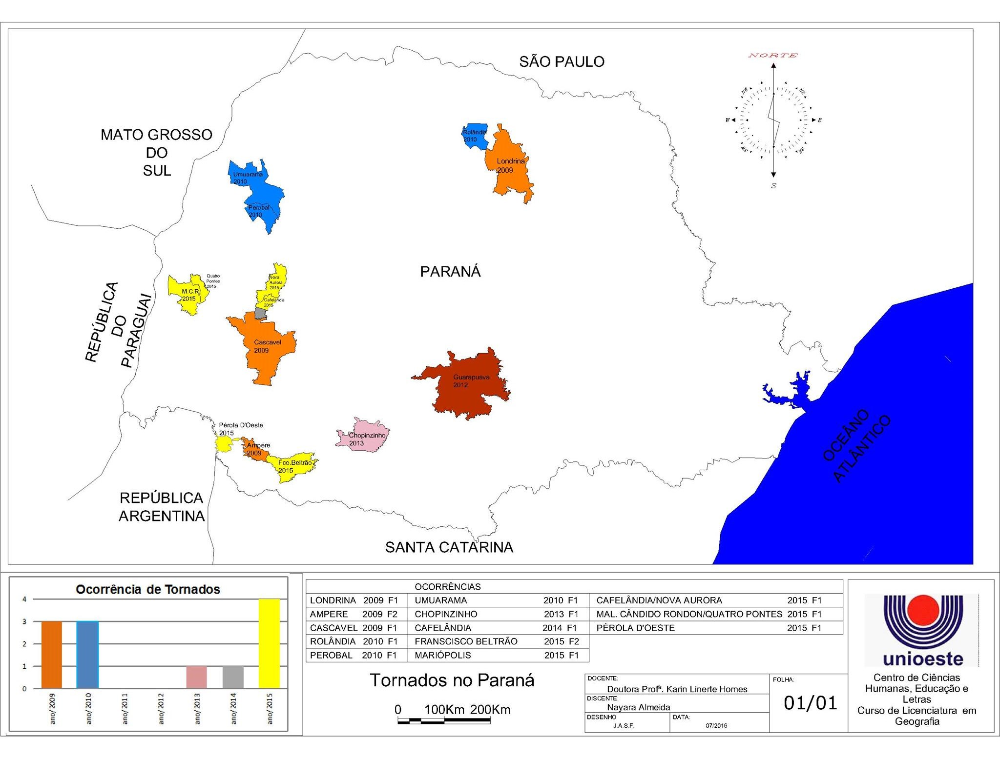 SÃO PAULO
NORTE
NW
NE
W
E
SW
SE
S
MATO GROSSO
DO
SUL
Rolândia
2010
Londrina
2009
Umuarama
2010
Perobal
2010
PARANÁ
REPÚBLICA
DO
PARAGUAI
Quatro
Pontes
2015
M.C.R
2015
Nova
Aurora
2015
Cafelândia
2015
Cascavel
2009
Guarapuava
2012
Pérola D'Oeste
2015
Ampére
2009
Fco.Beltrão
2015
Chopinzinho
2013
OCEÂNO
ATLÂNTICO
REPÚBLICA
ARGENTINA
SANTA CATARINA
Ocorrência de Tornados
4
3
2
1
0
ano/2009
ano/2010
ano/2011
ano/2012
ano/2013
ano/2014
ano/2015
OCORRÊNCIAS
LONDRINA 2009 F1 UMUARAMA 2010 F1 CAFELÂNDIA/NOVA AURORA 2015 F1
AMPERE 2009 F2 CHOPINZINHO 2013 F1 MAL. CÂNDIDO RONDON/QUATRO PONTES 2015 F1
CASCAVEL 2009 F1 CAFELÂNDIA 2014 F1 PÉROLA D'OESTE 2015 F1
ROLÂNDIA 2010 F1 FRANSCISCO BELTRÃO 2015 F2
PEROBAL 2010 F1 MARIÓPOLIS 2015 F1
Tornados no Paraná
0 100Km 200Km
DOCENTE:
Doutora Profª. Karin Linerte Hornes
DISCENTE:
Nayara Almeida
DESENHO
J.A.S.F.
DATA:
07/2016
FOLHA:
01/01
unioeste
Centro de Ciências
Humanas, Educação e
Letras
Curso de Licenciatura em
Geografia